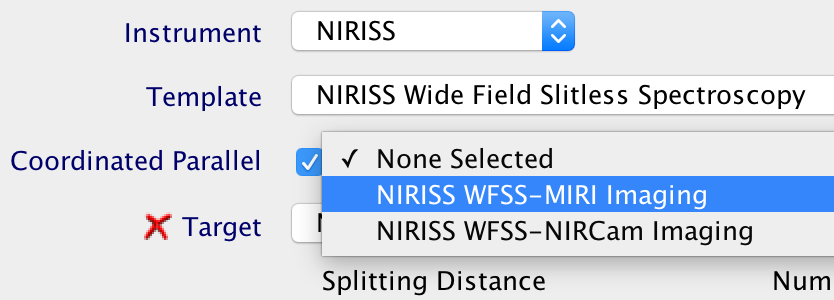 Instrument NIRISS
Template NIRISS Wide Field Slitless Spectroscopy
Coordinated Parallel ✓ None Selected
NIRISS WFSS-MIRI Imaging
Target NIRISS WFSS-NIRCam Imaging
Splitting Distance Num